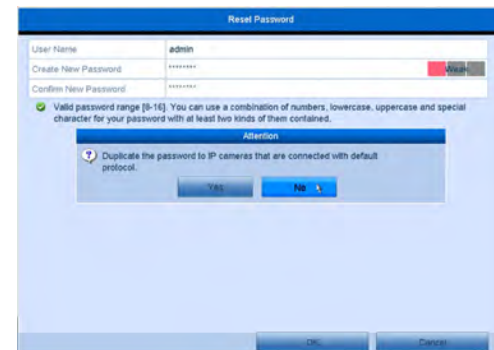 Reset Password
User Name admin
Create New Password ******** Weak
Confirm New Password ********
Valid password range [8-16]. You can use a combination of numbers, lowercase, uppercase and special
character for your password with at least two kinds of them contained.
Attention
Duplicate the password to IP cameras that are connected with default
protocol.
Yes No
OK Cancel